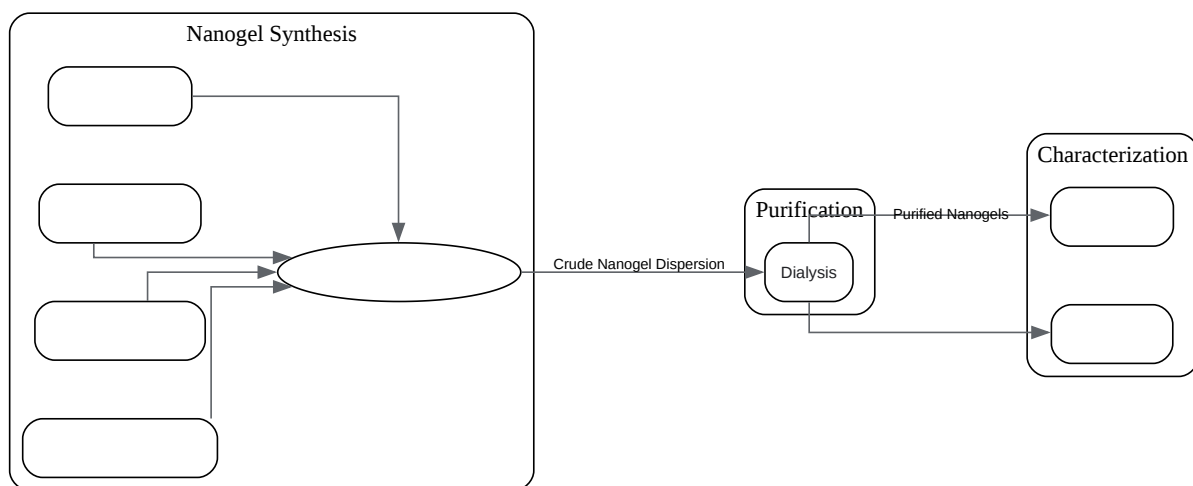 Nanogel Synthesis
Characterization
Purification
Purified Nanogels
Crude Nanogel Dispersion
Dialysis